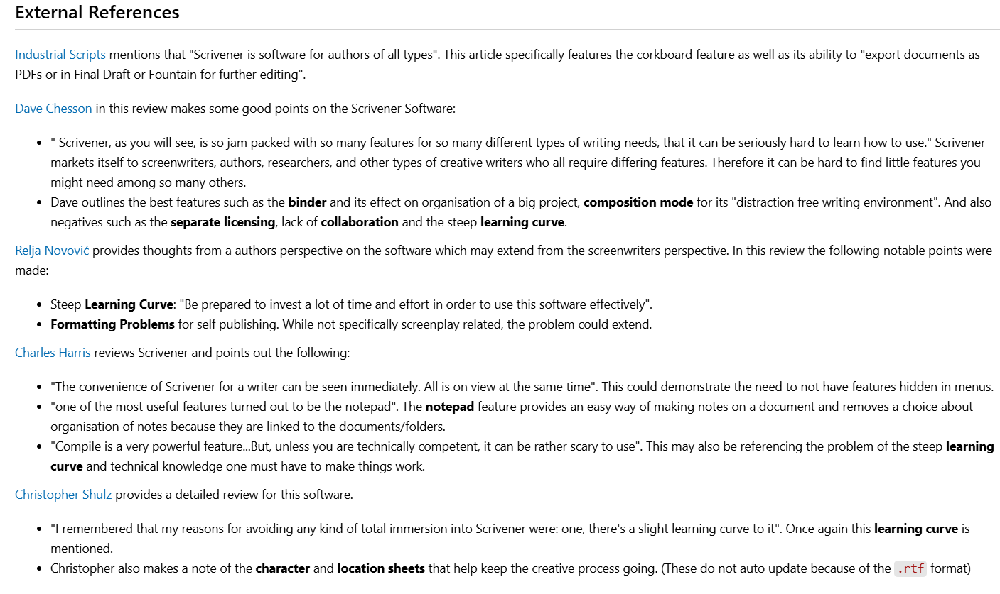 External References
Industrial Scripts mentions that "Scrivener is software for authors of all types". This article specifically features the corkboard feature as well as its ability to "export documents as
PDFs or in Final Draft or Fountain for further editing".
Dave Chesson in this review makes some good points on the Scrivener Software:
• " Scrivener, as you will see, is so jam packed with so many features for so many different types of writing needs, that it can be seriously hard to learn how to use." Scrivener
markets itself to screenwriters, authors, researchers, and other types of creative writers who all require differing features. Therefore it can be hard to find little features you
might need among so many others.
• Dave outlines the best features such as the binder and its effect on organisation of a big project, composition mode for its "distraction free writing environment". And also
negatives such as the separate licensing, lack of collaboration and the steep learning curve.
Relja Novović provides thoughts from a authors perspective on the software which may extend from the screenwriters perspective. In this review the following notable points were
made:
• Steep Learning Curve: "Be prepared to invest a lot of time and effort in order to use this software effectively".
• Formatting Problems for self publishing. While not specifically screenplay related, the problem could extend.
Charles Harris reviews Scrivener and points out the following:
• "The convenience of Scrivener for a writer can be seen immediately. All is on view at the same time". This could demonstrate the need to not have features hidden in menus.
• "one of the most useful features turned out to be the notepad". The notepad feature provides an easy way of making notes on a document and removes a choice about
organisation of notes because they are linked to the documents/folders.
• "Compile is a very powerful feature...But, unless you are technically competent, it can be rather scary to use". This may also be referencing the problem of the steep learning
curve and technical knowledge one must have to make things work.
Christopher Shulz provides a detailed review for this software.
• "I remembered that my reasons for avoiding any kind of total immersion into Scrivener were: one, there's a slight learning curve to it". Once again this learning curve is
mentioned.
• Christopher also makes a note of the character and location sheets that help keep the creative process going. (These do not auto update because of the .rtf format)